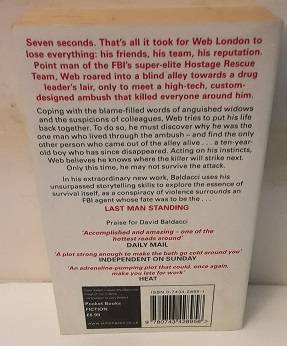 Seven seconds. That's all it took for Web London to
lose everything: his friends, his team, his reputation.
Point man of the FBI's super-elite Hostage Rescue
Team, Web roared into a blind alley towards a drug
leader's lair, only to meet a high-tech, custom-
designed ambush that killed everyone around him.
Coping with the blame-filled words of anguished widows
and the suspicions of colleagues, Web tries to put his life
back together. To do so, he must discover why he was the
one man who lived through the ambush – and find the only
other person who came out of the alley alive . . . a ten-year-
old boy who has since disappeared. Acting on his instincts,
Web believes he knows where the killer will strike next.
Only this time, he may not survive the attack.
In his extraordinary new work, Baldacci uses his
unsurpassed storytelling skills to explore the essence of
survival itself, as a conspiracy of violence surrounds an
FBI agent whose fate was to be . . .
LAST MAN STANDING
Praise for David Baldacci
'Accomplished and amazing – one of the
hottest reads around'
DAILY MAIL
'A plot strong enough to make the bath go cold around you'
INDEPENDENT ON SUNDAY
'An adrenaline-pumping plot that could, once again,
make you late for work'
HEAT
Pocket Books
FICTION
£6.99